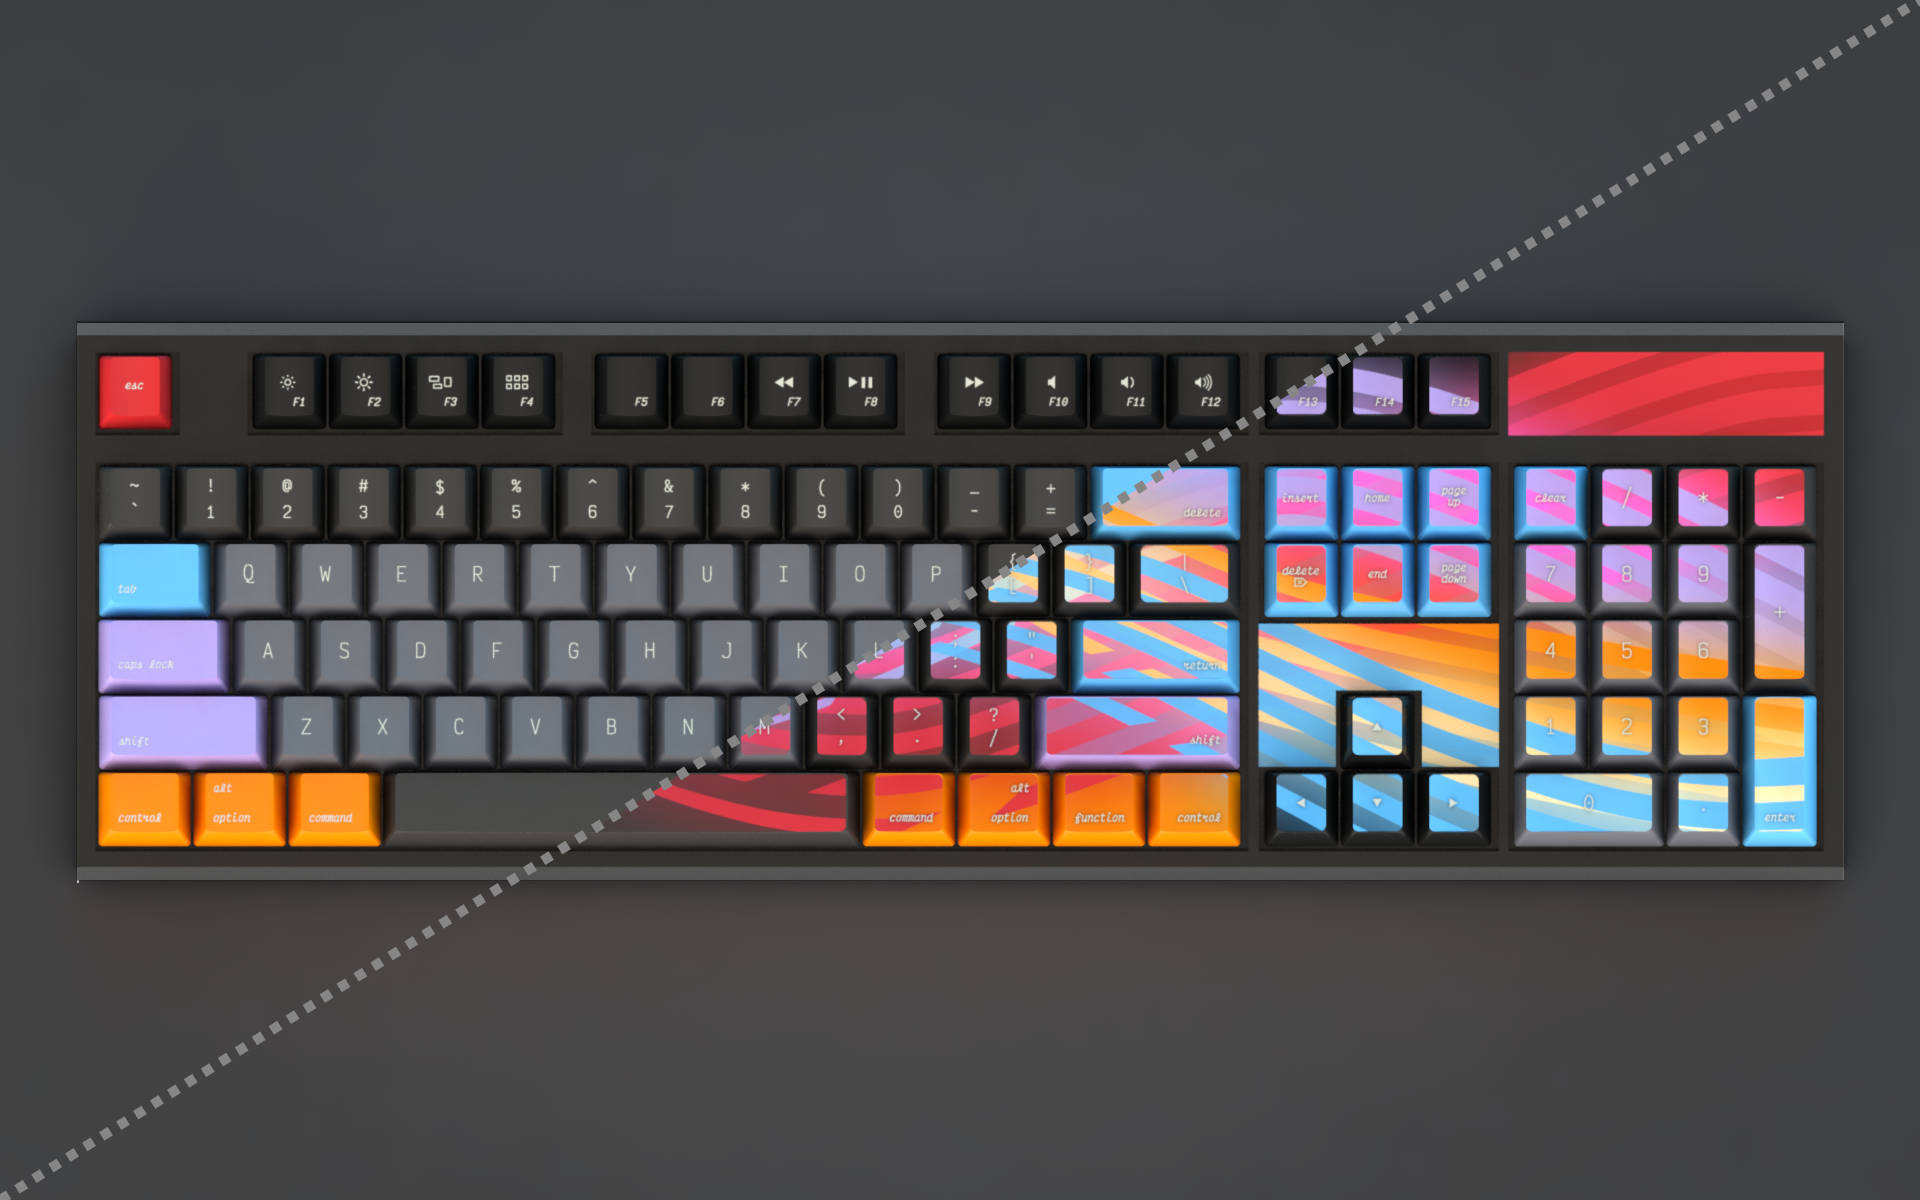 esc F1 F2 F3 F4 F5 F6 F7 F8 F9 F10 F11 F12 F13 F14 F15
~ ! @ # $ % ^ & * ( ) _ +
` 1 2 3 4 5 6 7 8 9 0 - = delete insert home page up clear / * -
tab Q W E R T Y U I O P { [ } ] | \ delete end page down 7 8 9 +
caps lock A S D F G H J K L : ; " ' return 4 5 6
shift Z X C V B N M < , > . ? / shift 1 2 3
control alt option command command alt option function control 0 . enter